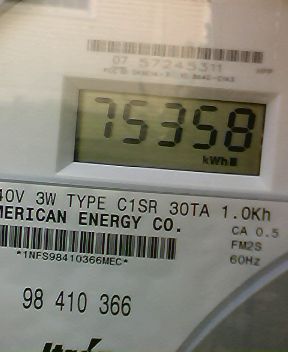 07 57245311
75358
kWh
40V 3W TYPE C1SR 30TA 1.0Kh
MERICAN ENERGY CO.
CA 0.5
FM2S
*1NFS98410366MEC*
60Hz
98 410 366